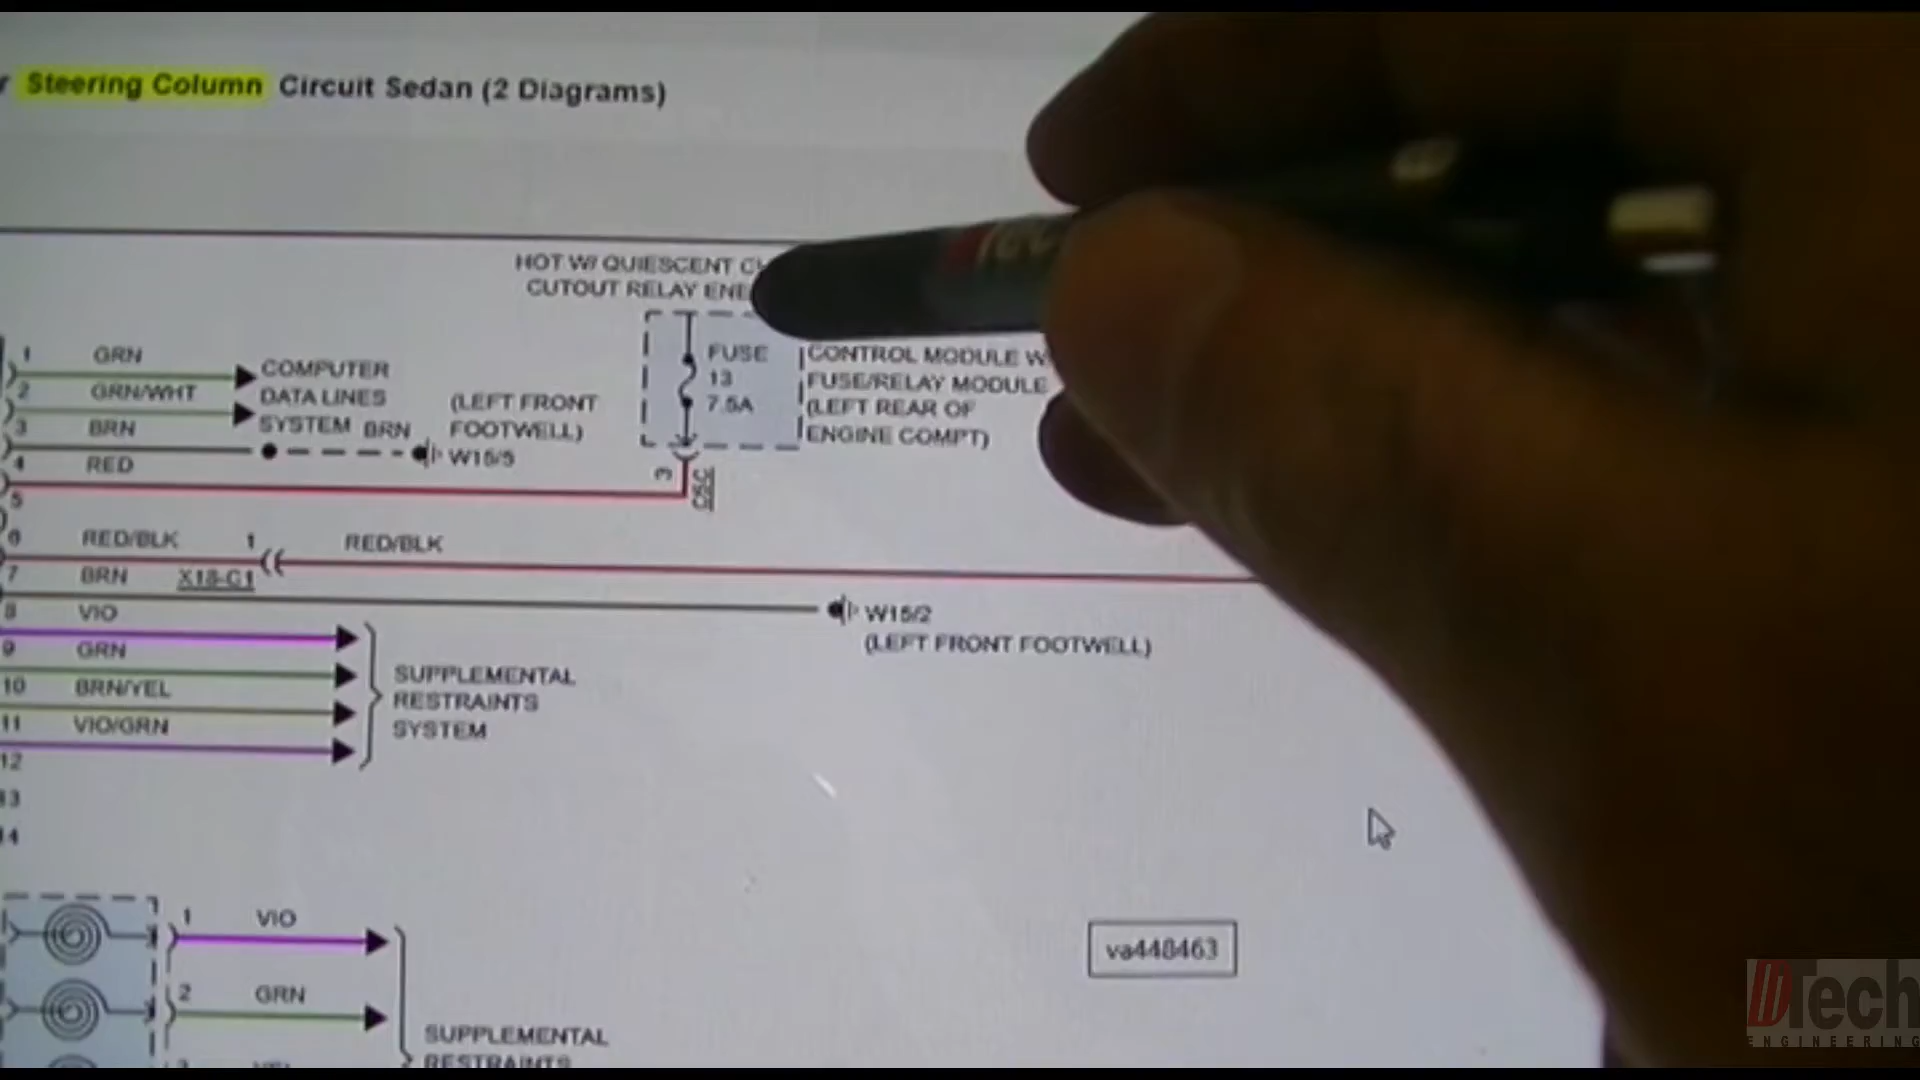 Steering Column Circuit Sedan (2 Diagrams)
HOT W/ QUIESCENT
CUTOUT RELAY
FUSE
13
7.5A
CONTROL MODULE
FUSE/RELAY MODULE
(LEFT REAR OF
ENGINE COMPT)
1 GRN
2 GRN/WHT
3 BRN
4 RED
5
COMPUTER
DATA LINES
SYSTEM
BRN
(LEFT FRONT
FOOTWELL)
W15/5
3
6 RED/BLK 1 RED/BLK
X18-C1
7 BRN
W15/2
(LEFT FRONT FOOTWELL)
8 VIO
9 GRN
10 BRN/YEL
11 VIO/GRN
12
13
14
SUPPLEMENTAL
RESTRAINTS
SYSTEM
1 VIO
2 GRN
SUPPLEMENTAL
RESTRAINTS
va448463
Tech
ENGINEERING